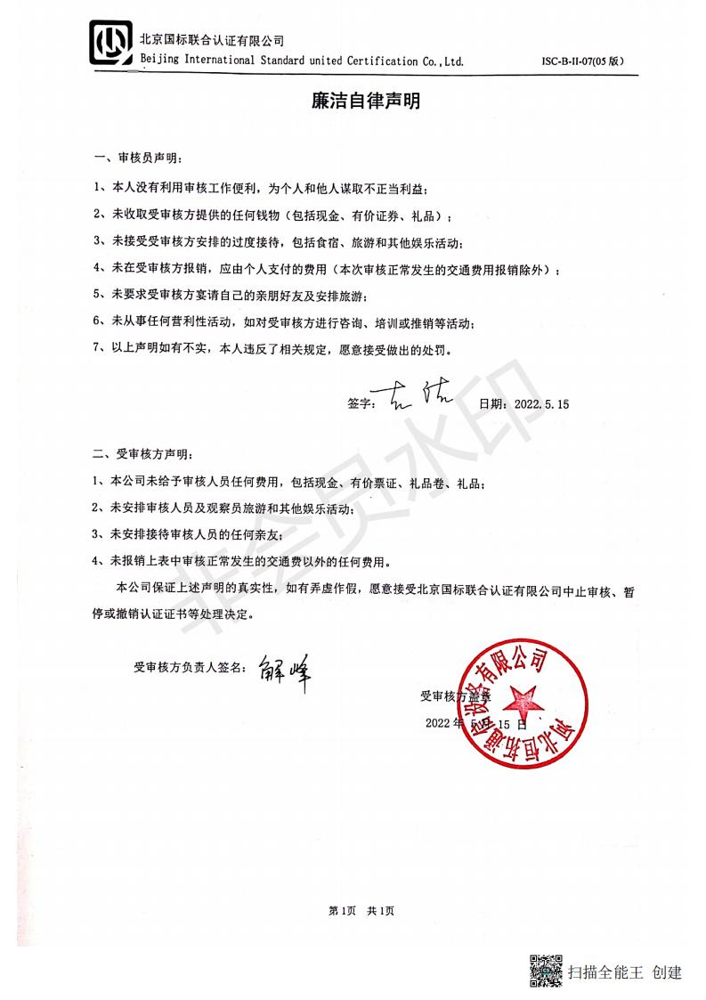 北京国标联合认证有限公司
Beijing International Standard united Certification Co.,Ltd.
ISC-B-II-07(05版)
廉洁自律声明
一、审核员声明:
1、本人没有利用审核工作便利，为个人和他人谋取不正当利益;
2、未收取受审核方提供的任何钱物（包括现金、有价证券、礼品）;
3、未接受受审核方安排的过度接待，包括食宿、旅游和其他娱乐活动;
4、未在受审核方报销，应由个人支付的费用（本次审核正常发生的交通费用报销除外）;
5、未要求受审核方宴请自己的亲朋好友及安排旅游;
6、未从事任何营利性活动，如对受审核方进行咨询、培训或推销等活动;
7、以上声明如有不实，本人违反了相关规定，愿意接受做出的处罚。
签字: 日期: 2022.5.15
二、受审核方声明:
1、本公司未给予审核人员任何费用，包括现金、有价票证、礼品卷、礼品;
2、未安排审核人员及观察员旅游和其他娱乐活动;
3、未安排接待审核人员的任何亲友;
4、未报销上表中审核正常发生的交通费以外的任何费用。
本公司保证上述声明的真实性，如有弄虚作假，愿意接受北京国标联合认证有限公司中止审核、暂
停或撤销认证证书等处理决定。
受审核方负责人签名: 解峰
受审核方盖章
2022年5月15日
河北恒拓通信设备有限公司
非会员水印
第1页 共1页
扫描全能王 创建